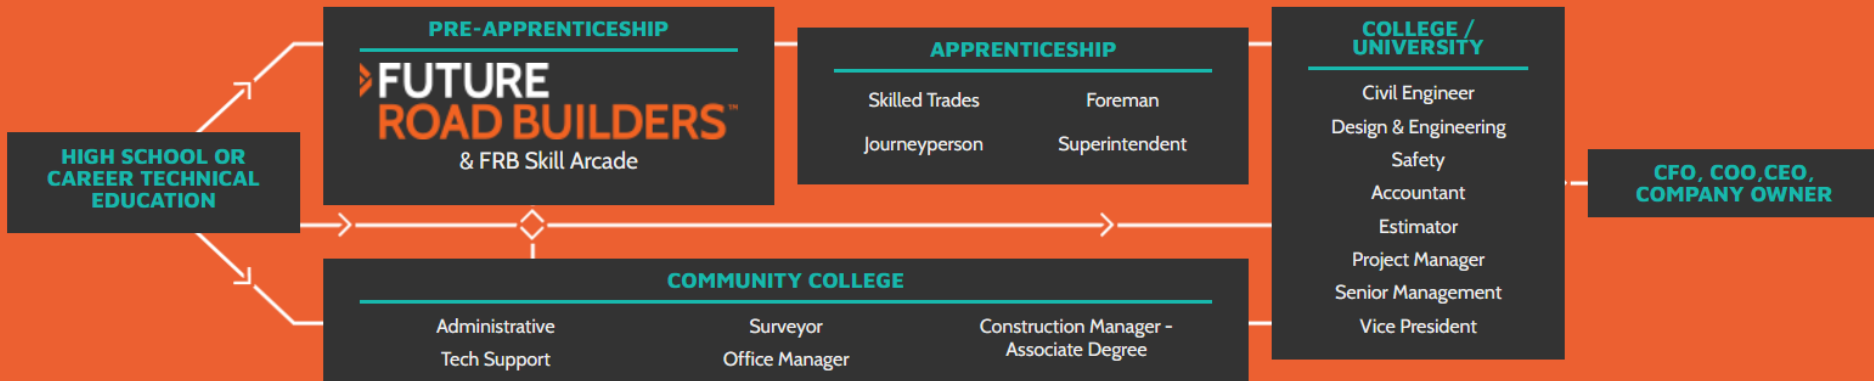 HIGH SCHOOL OR
CAREER TECHNICAL
EDUCATION
PRE-APPRENTICESHIP
FUTURE
ROAD BUILDERS™
& FRB Skill Arcade
APPRENTICESHIP
Skilled Trades
Foreman
Journeyperson
Superintendent
COMMUNITY COLLEGE
Administrative
Surveyor
Construction Manager -
Associate Degree
Tech Support
Office Manager
COLLEGE /
UNIVERSITY
Civil Engineer
Design & Engineering
Safety
Accountant
Estimator
Project Manager
Senior Management
Vice President
CFO, COO,CEO,
COMPANY OWNER